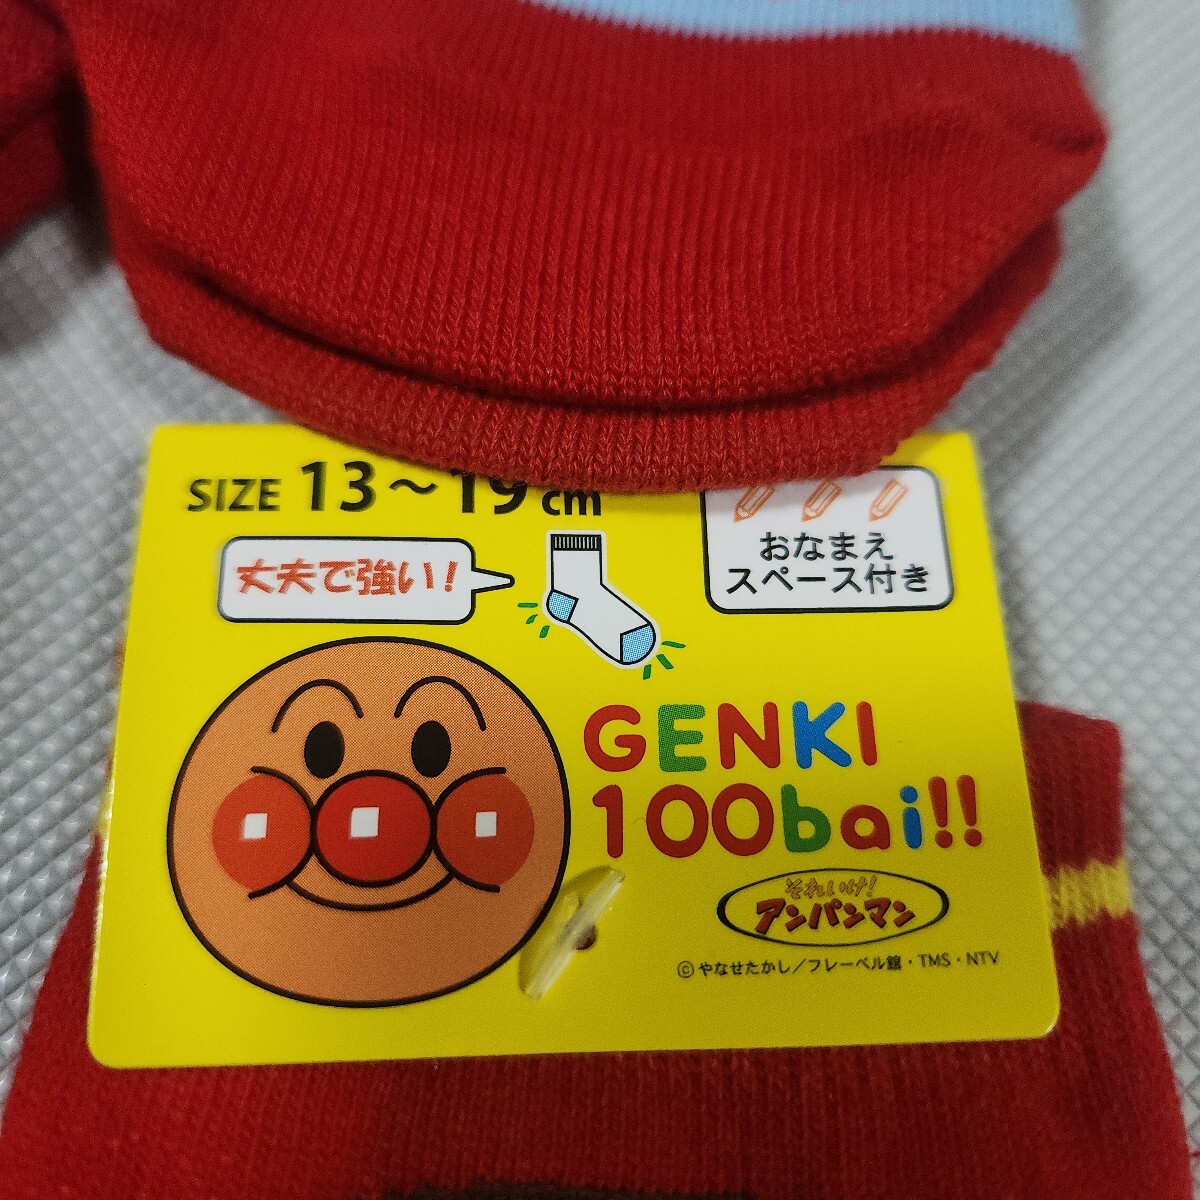 SIZE 13～19cm
丈夫で強い!
おなまえ
スペース付き
GENKI
100bai!!
それいけ!
アンパンマン
©やなせたかし／フレーベル館・TMS・NTV